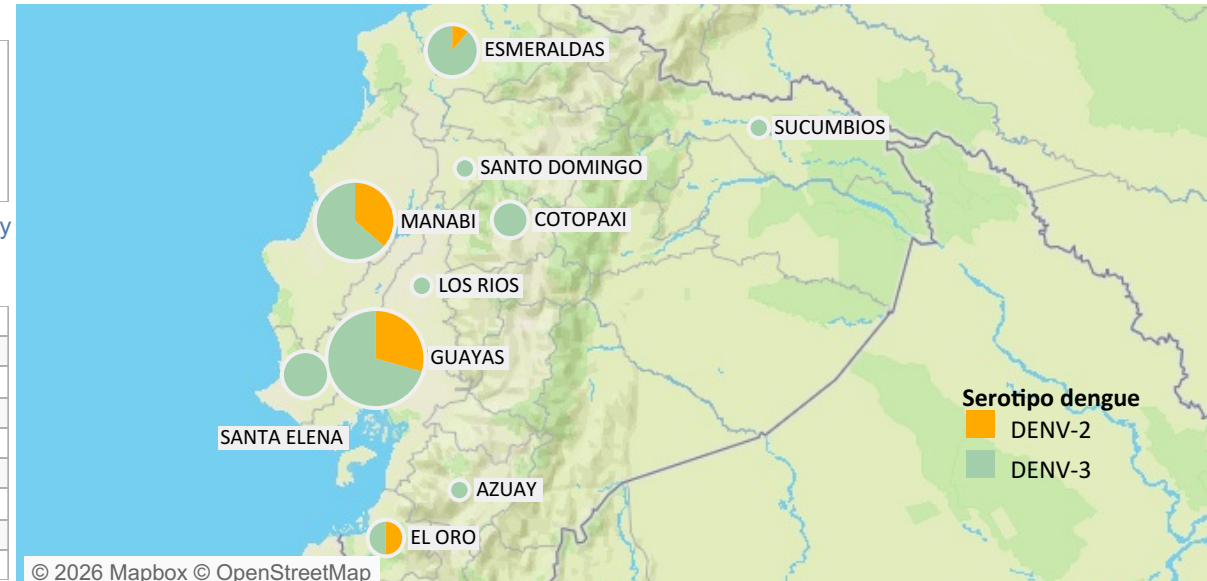 ESMERALDAS
SUCUMBIOS
SANTO DOMINGO
y
MANABI
COTOPAXI
LOS RIOS
GUAYAS
Serotipo dengue
DENV-2
SANTA ELENA
DENV-3
AZUAY
EL ORO
© 2026 Mapbox © OpenStreetMap